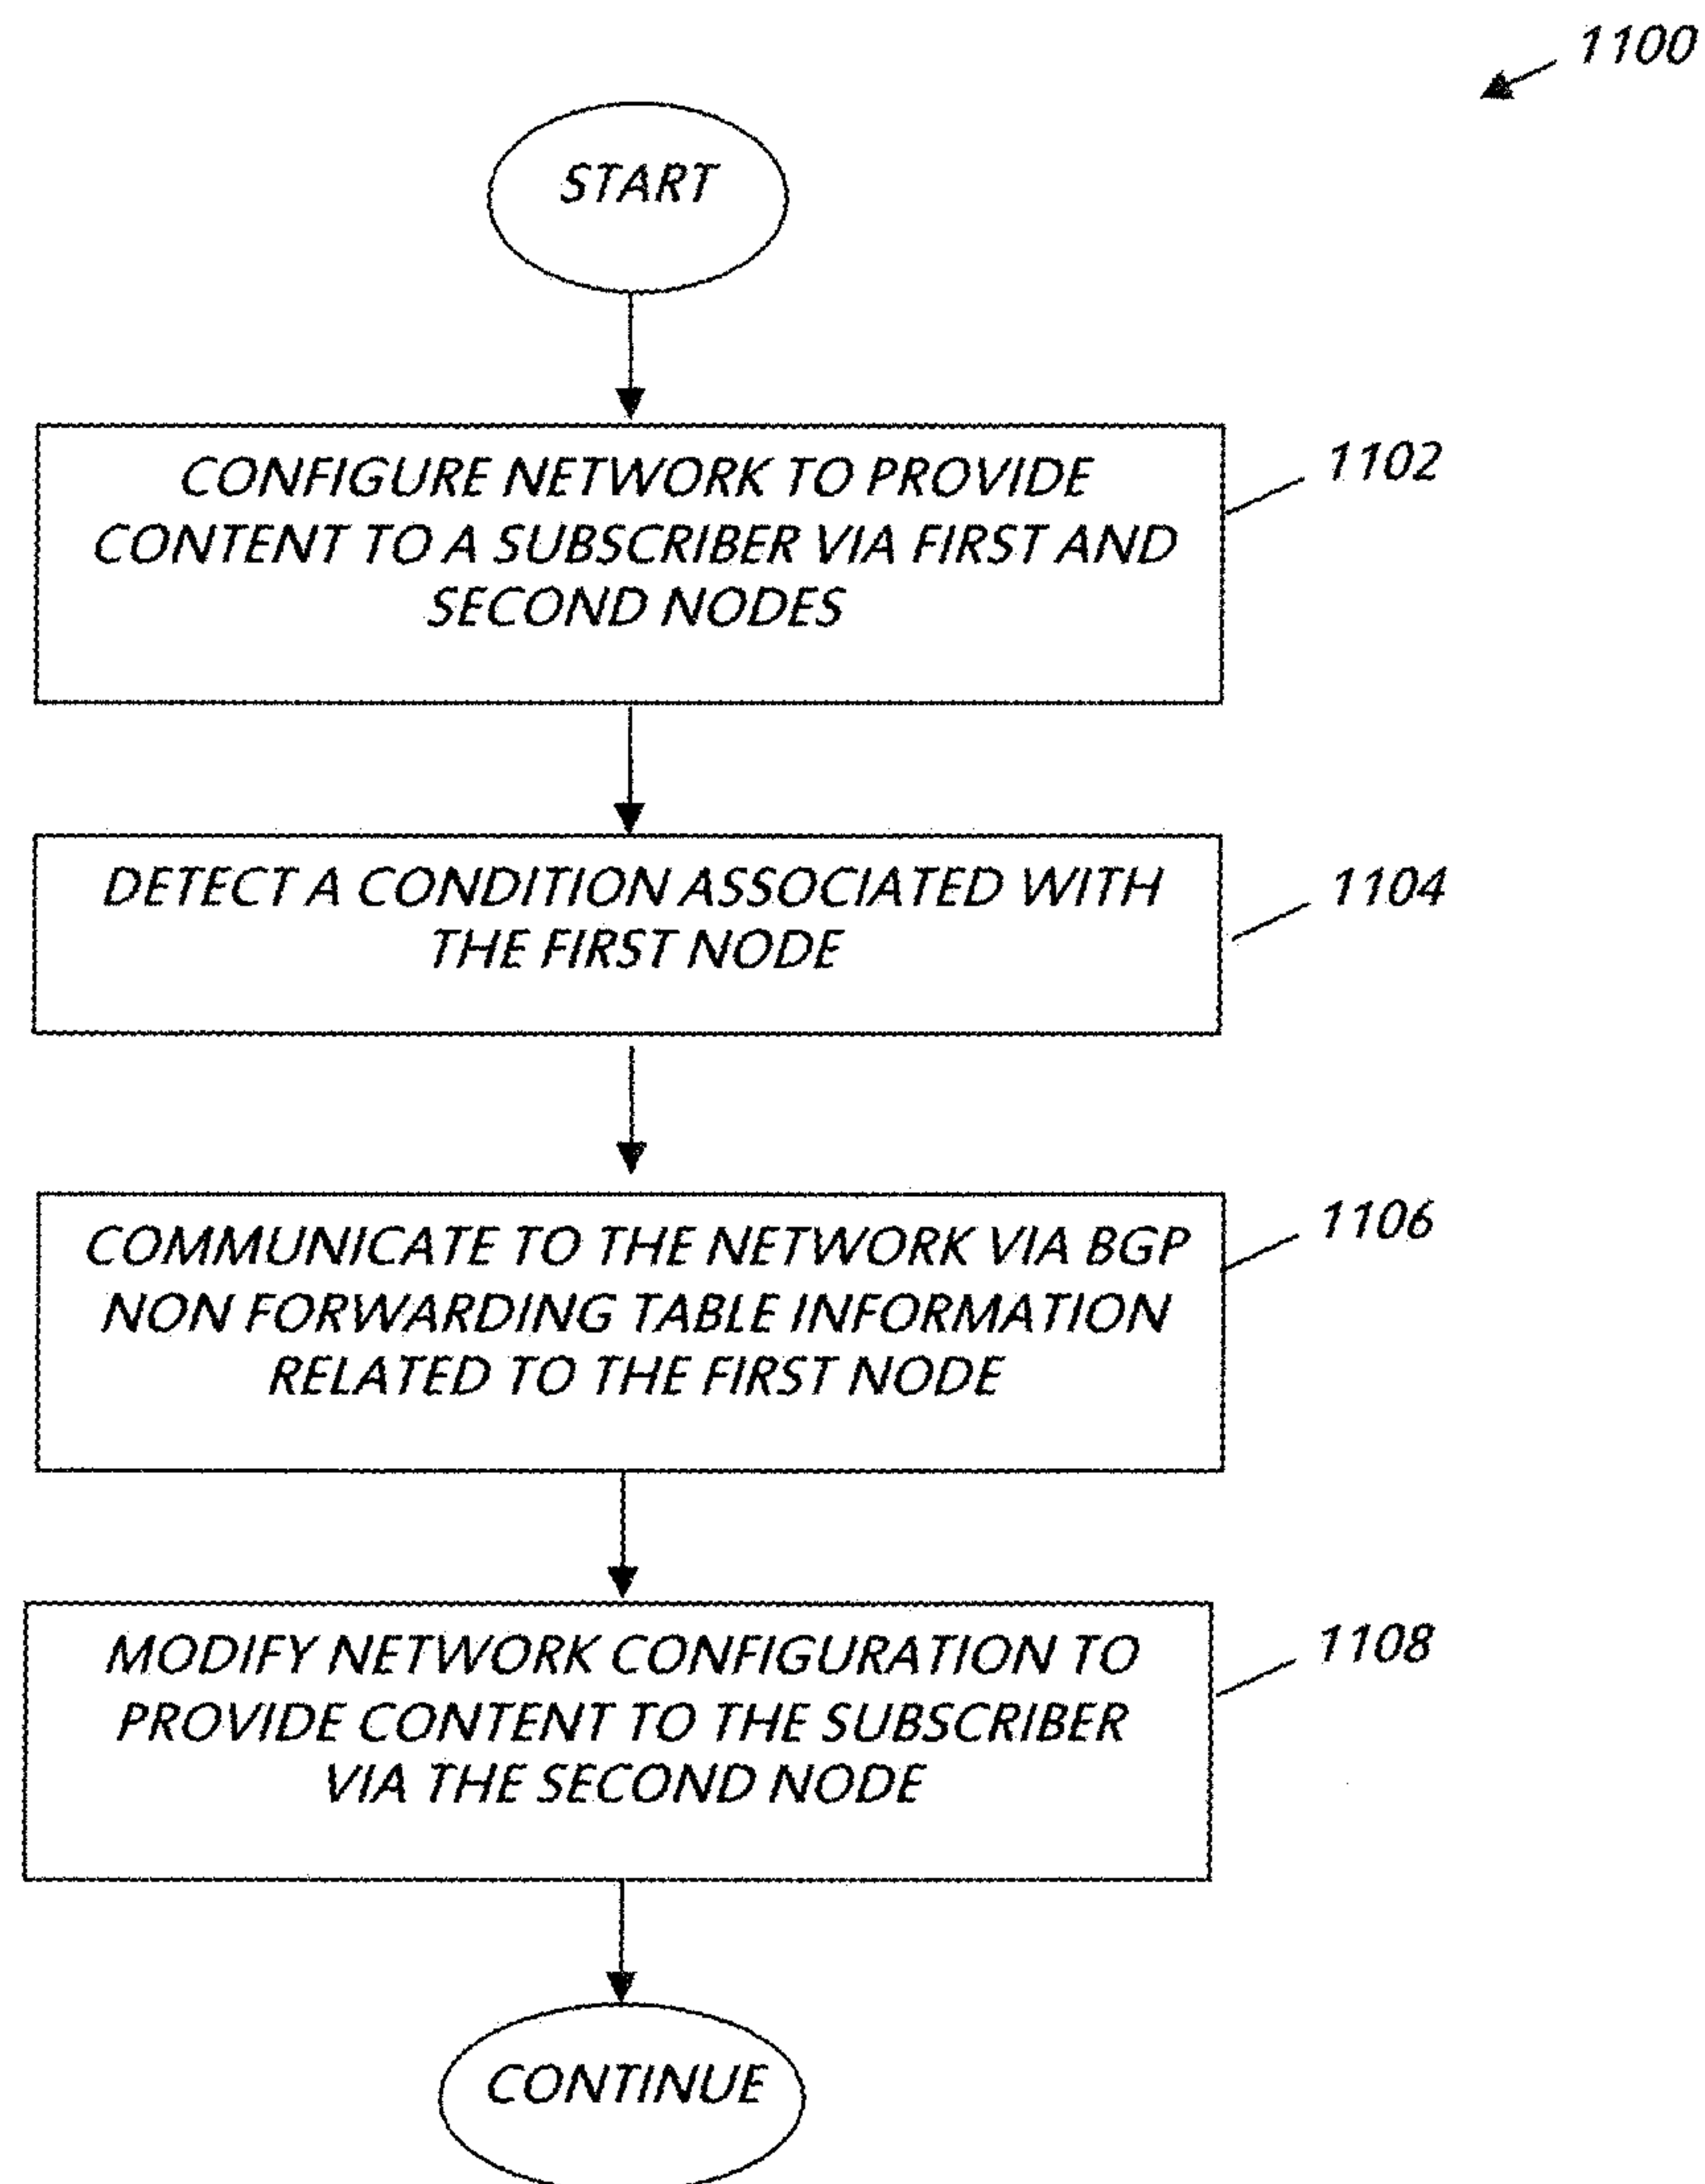 1100
START
CONFIGURE NETWORK TO PROVIDE
CONTENT TO A SUBSCRIBER VIA FIRST AND
SECOND NODES
1102
DETECT A CONDITION ASSOCIATED WITH
THE FIRST NODE
1104
COMMUNICATE TO THE NETWORK VIA BGP
NON FORWARDING TABLE INFORMATION
RELATED TO THE FIRST NODE
1106
MODIFY NETWORK CONFIGURATION TO
PROVIDE CONTENT TO THE SUBSCRIBER
VIA THE SECOND NODE
1108
CONTINUE